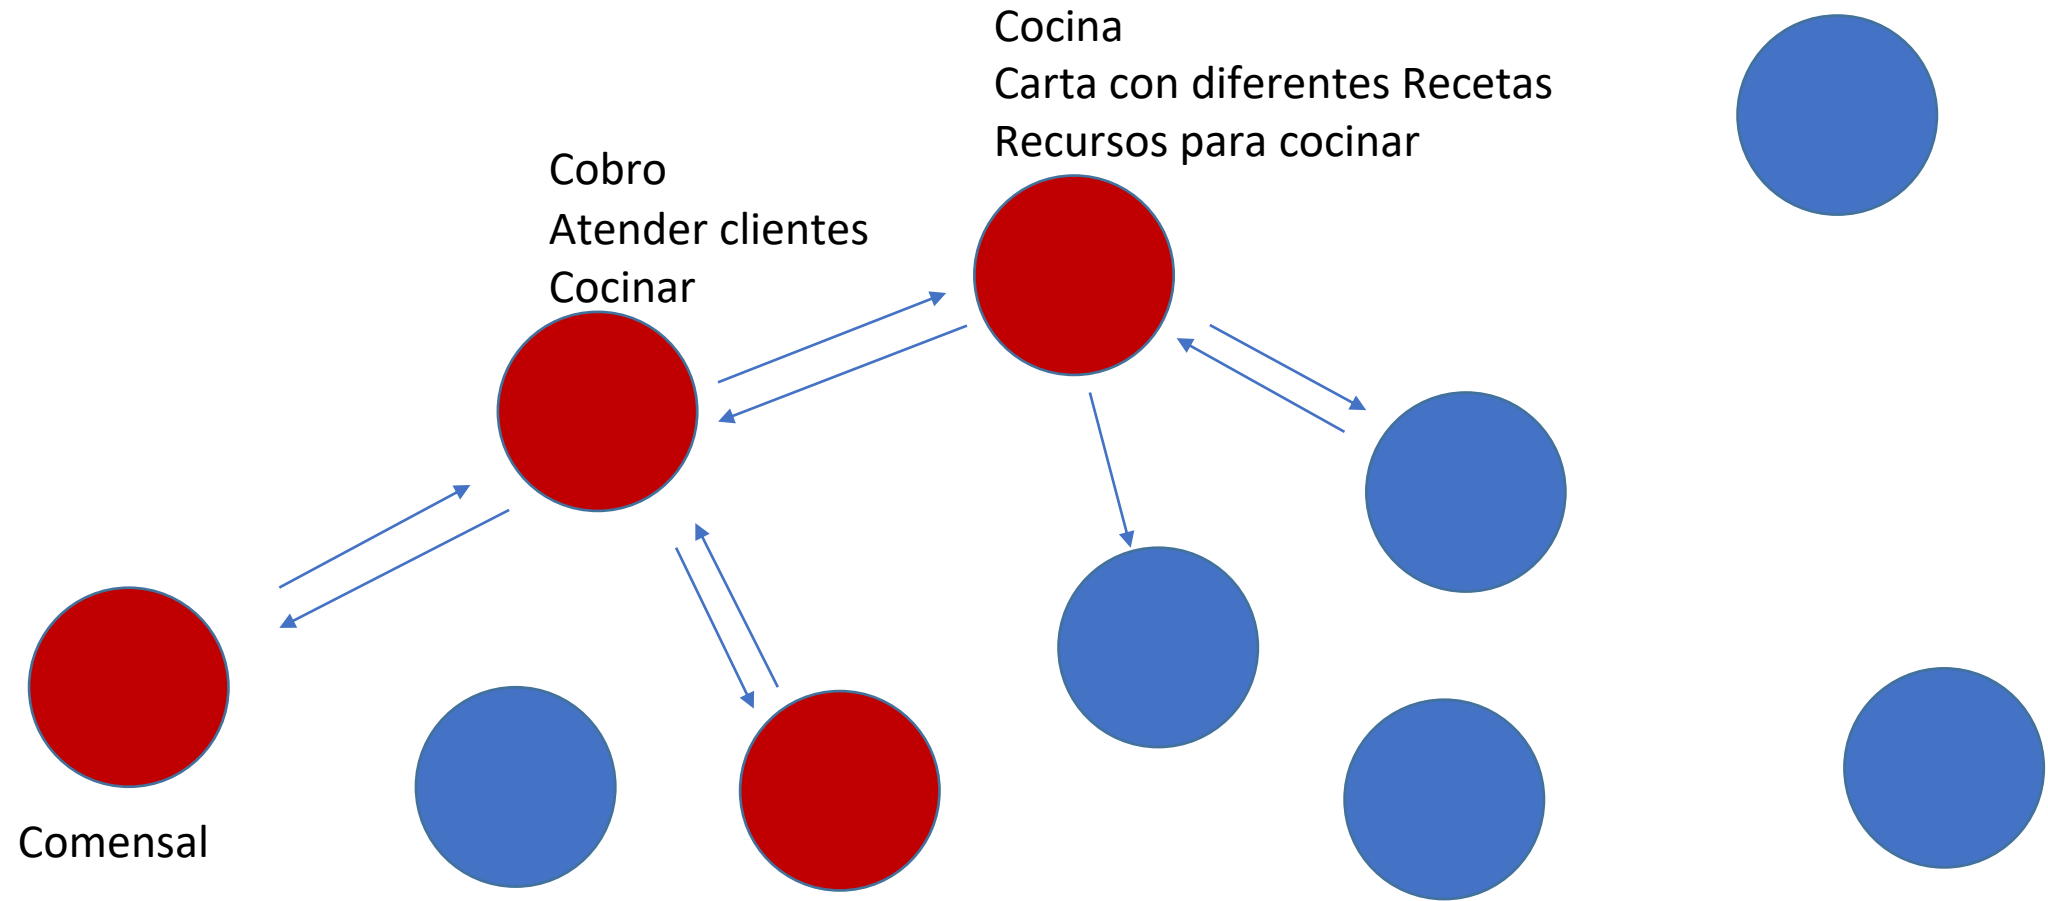 Cocina
Carta con diferentes Recetas
Recursos para cocinar
Cobro
Atender clientes
Cocinar
Comensal